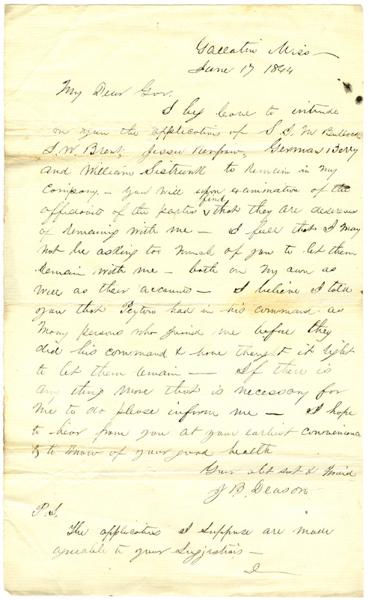 Gallatin Miss
June 17 1864
My Dear Gov.
I beg leave to intrude
on you the application of S. S. M Bullock
J. W. Brent, Jesse Renfrow, German Berry
and William Sistrunk to remain in my
Company — You will upon examination of the
affidavit of the parties find that they are desirous
of remaining with me — I feel that I may
not be asking too much of you to let them
remain with me — both on my own as
well as their accounts — I believe I told
you that Peyton had in his command as
many persons who joind me before they
did his command & have thought it right
to let them remain — If there is
any thing more that is necessary for
me to do please inform me — I hope
to hear from you at your earliest convenience
& to know of your good health
Your obt svt & friend
J B. Deason
P. S.
The applications I suppose are made
agreeable to your suggestions —
D —